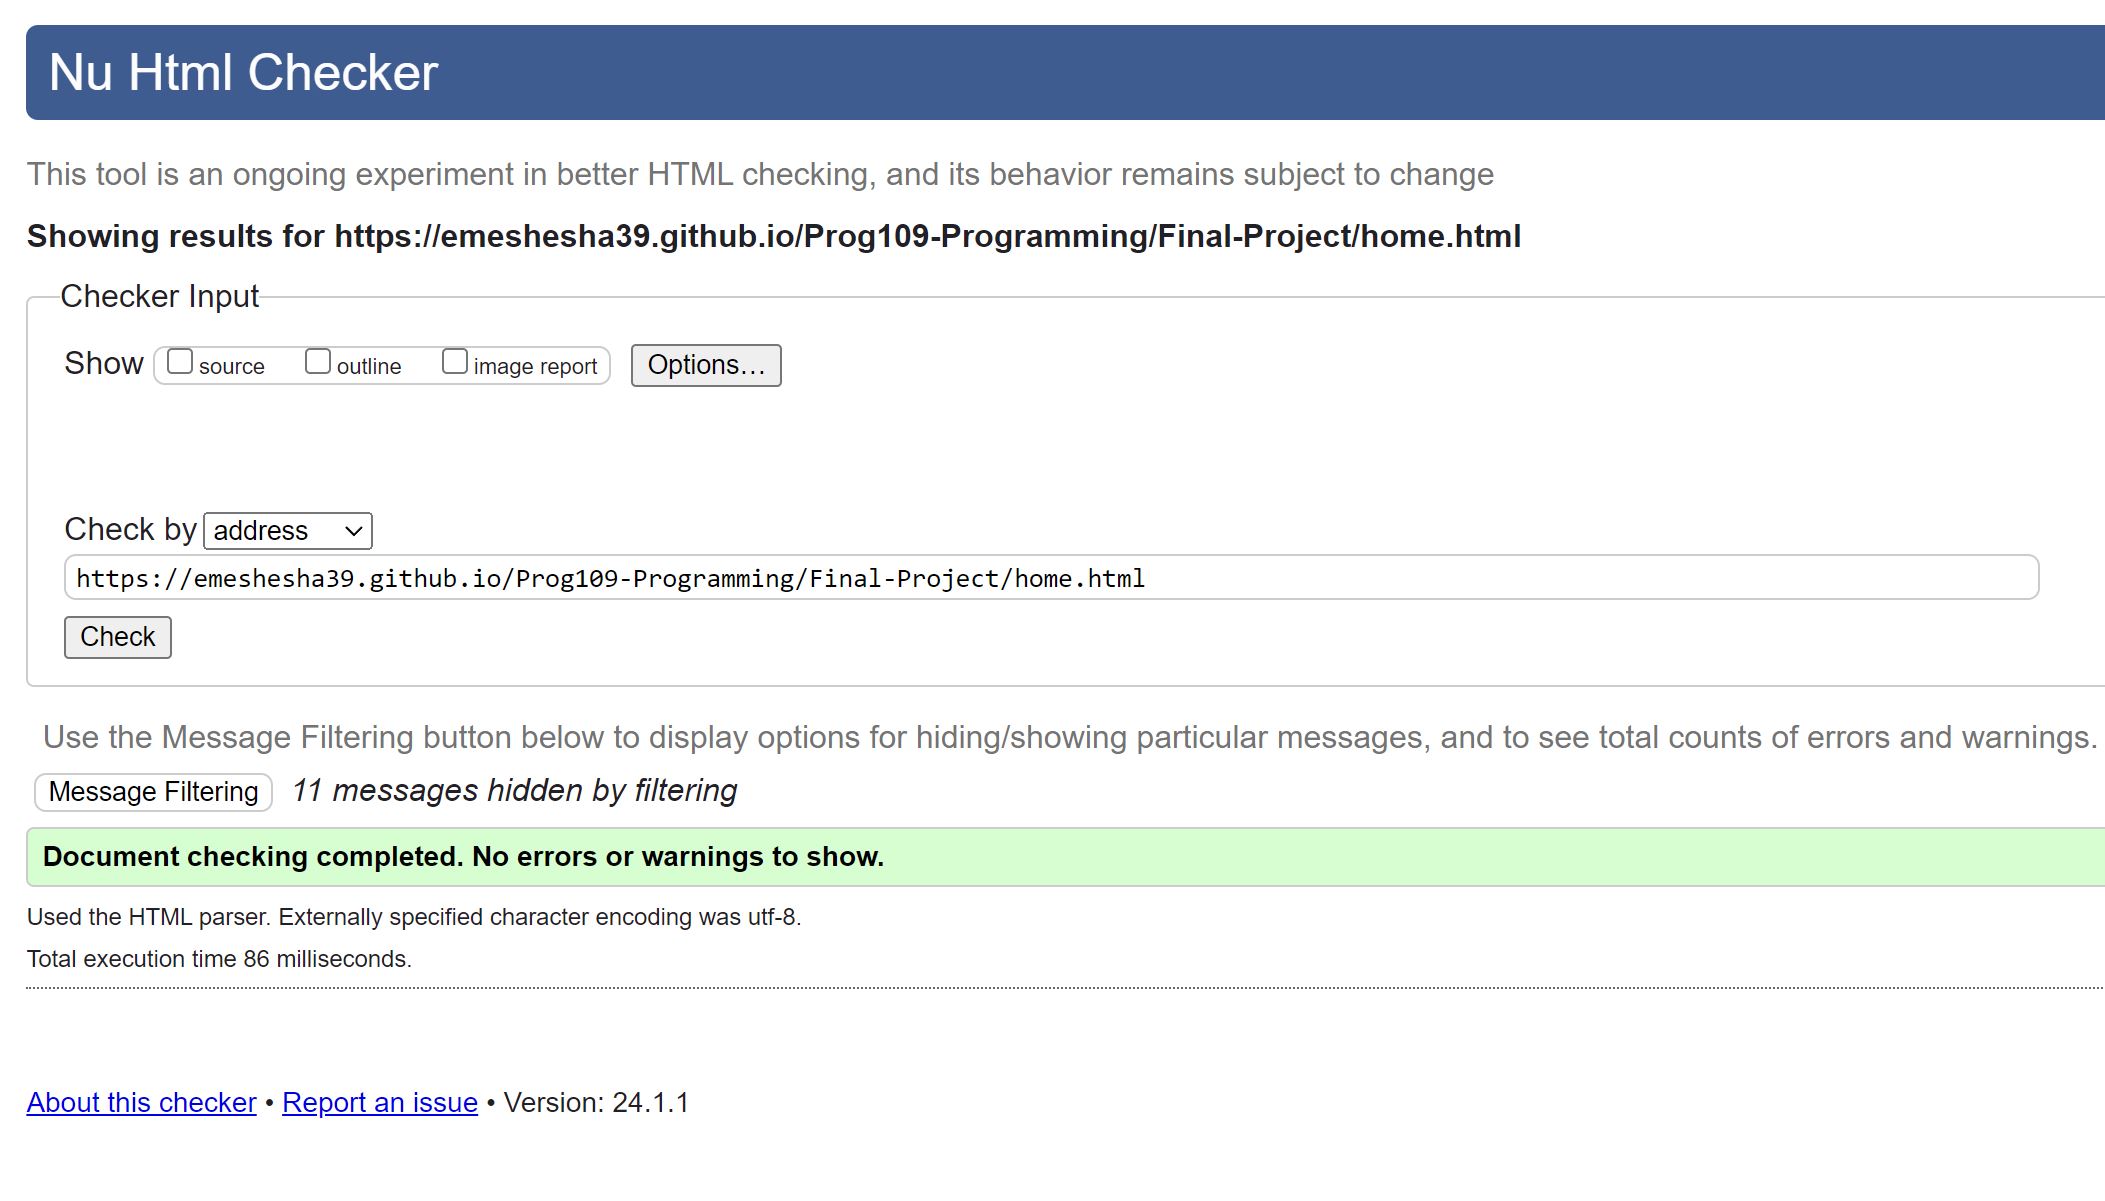 Nu Html Checker
This tool is an ongoing experiment in better HTML checking, and its behavior remains subject to change
Showing results for https://emeshesha39.github.io/Prog109-Programming/Final-Project/home.html
Checker Input
Show source outline image report Options…
Check by address
https://emeshesha39.github.io/Prog109-Programming/Final-Project/home.html
Check
Use the Message Filtering button below to display options for hiding/showing particular messages, and to see total counts of errors and warnings.
Message Filtering 11 messages hidden by filtering
Document checking completed. No errors or warnings to show.
Used the HTML parser. Externally specified character encoding was utf-8.
Total execution time 86 milliseconds.
About this checker • Report an issue • Version: 24.1.1